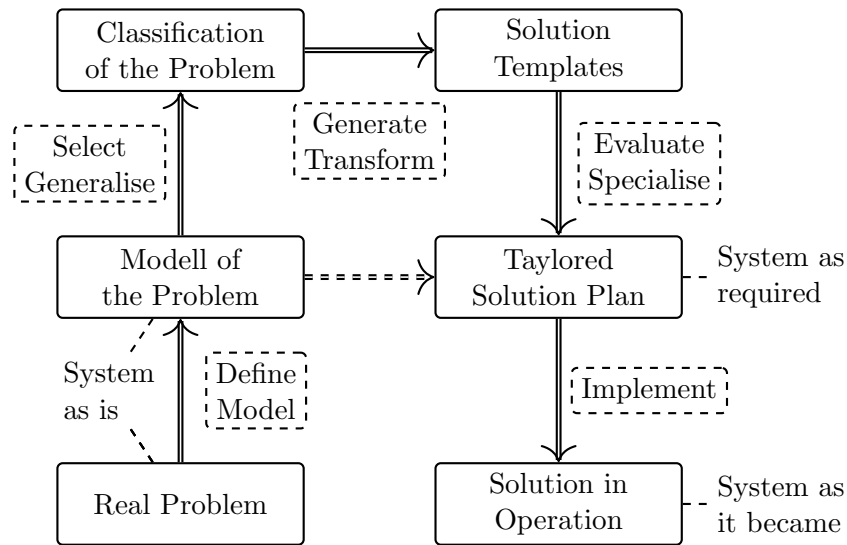 Classification
of the Problem
Solution
Templates
Select
Generalise
Generate
Transform
Evaluate
Specialise
Modell of
the Problem
Taylored
Solution Plan
System as
required
System
as is
Define
Model
Implement
Real Problem
Solution in
Operation
System as
it became